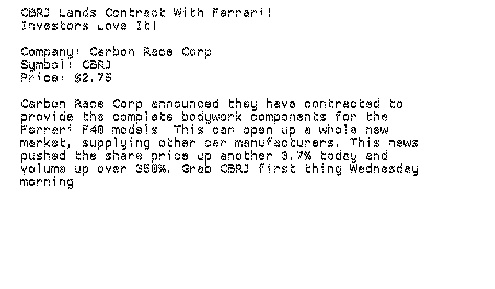 CBRJ Lands Contract With Ferrari!
Investors Love It!
Company: Carbon Race Corp
Symbol: CBRJ
Price: $2.75
Carbon Race Corp announced they have contracted to
provide the complete bodywork components for the
Ferrari F40 models This can open up a whole new
market, supplying other car manufacturers. This news
pushed the share price up another 3.7% today and
volume up over 350%. Grab CBRJ first thing Wednesday
morning